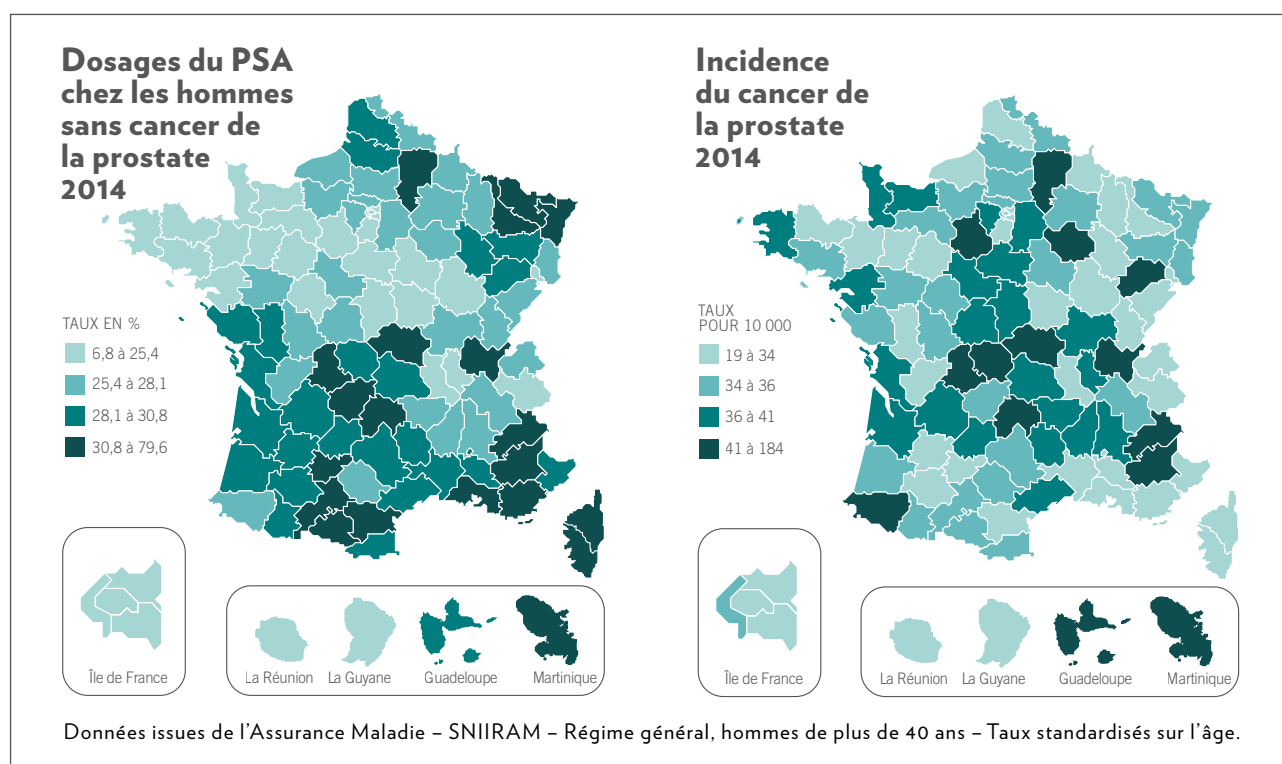 Dosages du PSA
chez les hommes
sans cancer de
la prostate
2014
TAUX EN %
6,8 à 25,4
25,4 à 28,1
28,1 à 30,8
30,8 à 79,6
Île de France
La Réunion
La Guyane
Guadeloupe
Martinique
Incidence
du cancer de
la prostate
2014
TAUX
POUR 10 000
19 à 34
34 à 36
36 à 41
41 à 184
Île de France
La Réunion
La Guyane
Guadeloupe
Martinique
Données issues de l'Assurance Maladie – SNIIRAM – Régime général, hommes de plus de 40 ans – Taux standardisés sur l'âge.